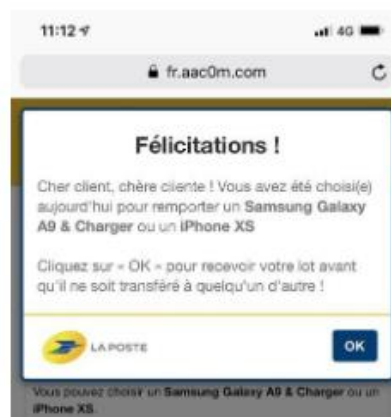 11:12 4G
fr.aac0m.com
Félicitations !
Cher client, chère cliente ! Vous avez été choisi(e)
aujourd'hui pour remporter un Samsung Galaxy
A9 & Charger ou un iPhone XS
Cliquez sur « OK » pour recevoir votre lot avant
qu'il ne soit transféré à quelqu'un d'autre !
LA POSTE OK
Vous pouvez choisir un Samsung Galaxy A9 & Charger ou un
iPhone XS.